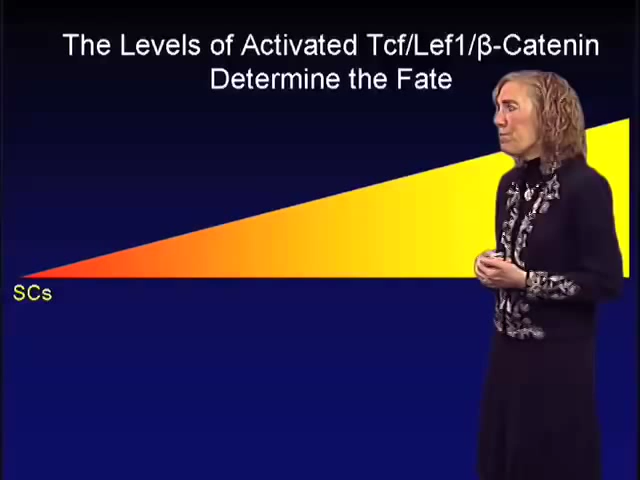 The Levels of Activated Tcf/Lef1/β-Catenin
Determine the Fate
SCs